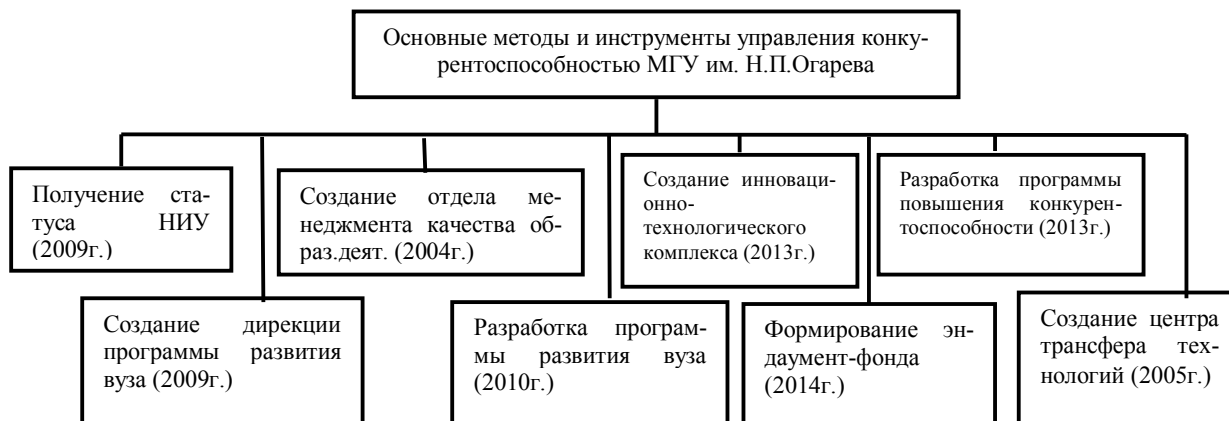 Основные методы и инструменты управления конку-
рентоспособностью МГУ им. Н.П.Огарева
Получение ста-
туса НИУ
(2009г.)
Создание отдела ме-
неджмента качества об-
раз.деят. (2004г.)
Создание инноваци-
онно-
технологического
комплекса (2013г.)
Разработка программы
повышения конкурен-
тоспособности (2013г.)
Создание дирекции
программы развития
вуза (2009г.)
Разработка програм-
мы развития вуза
(2010г.)
Формирование эн-
даумент-фонда
(2014г.)
Создание центра
трансфера тех-
нологий (2005г.)